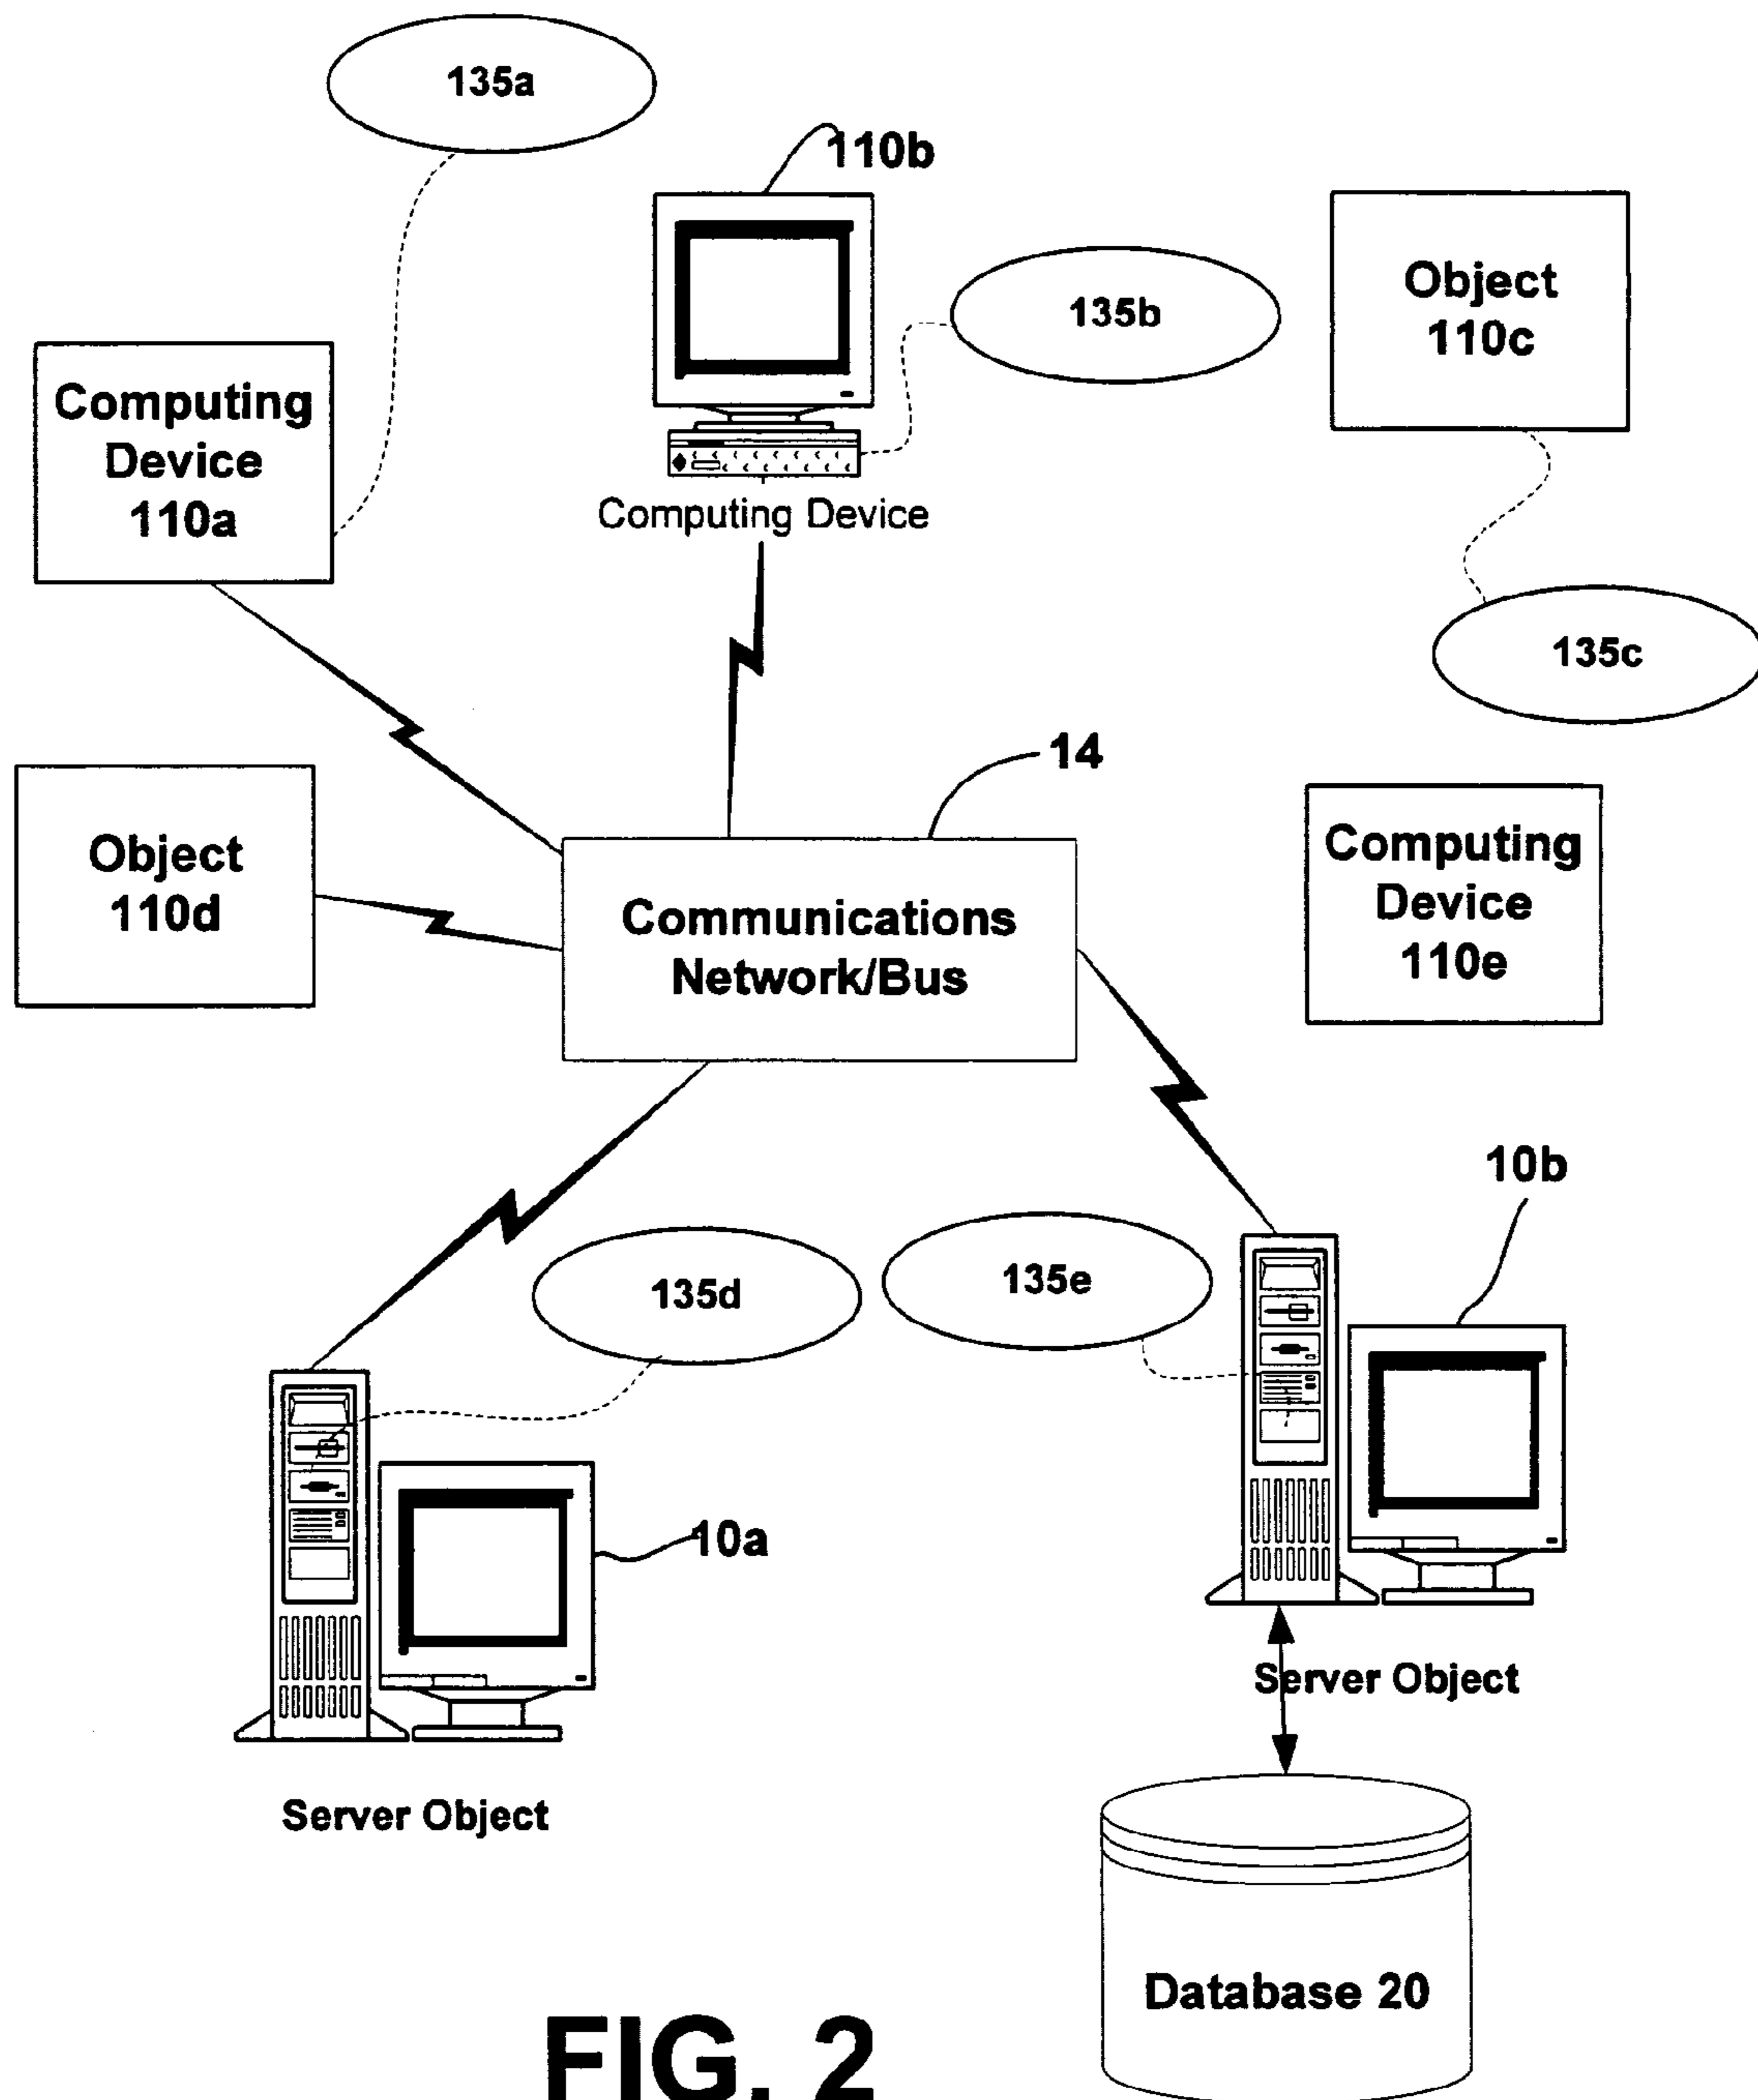 135a
110b
135b
Object
110c
Computing
Device
110a
Computing Device
135c
14
Object
110d
Communications
Network/Bus
Computing
Device
110e
10b
135d
135e
10a
Server Object
Server Object
Database 20
FIG. 2